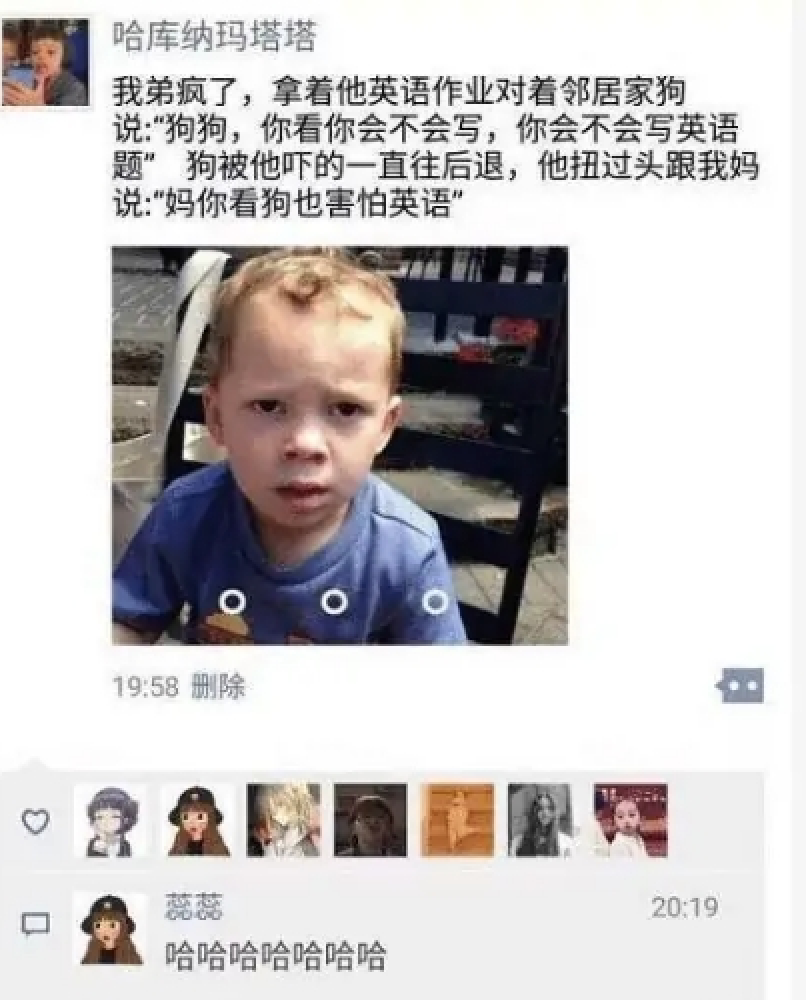 哈库纳玛塔塔
我弟疯了，拿着他英语作业对着邻居家狗
说:“狗狗，你看你会不会写，你会不会写英语
题”　狗被他吓的一直往后退，他扭过头跟我妈
说:“妈你看狗也害怕英语”
19:58 删除
蕊蕊 20:19
哈哈哈哈哈哈哈